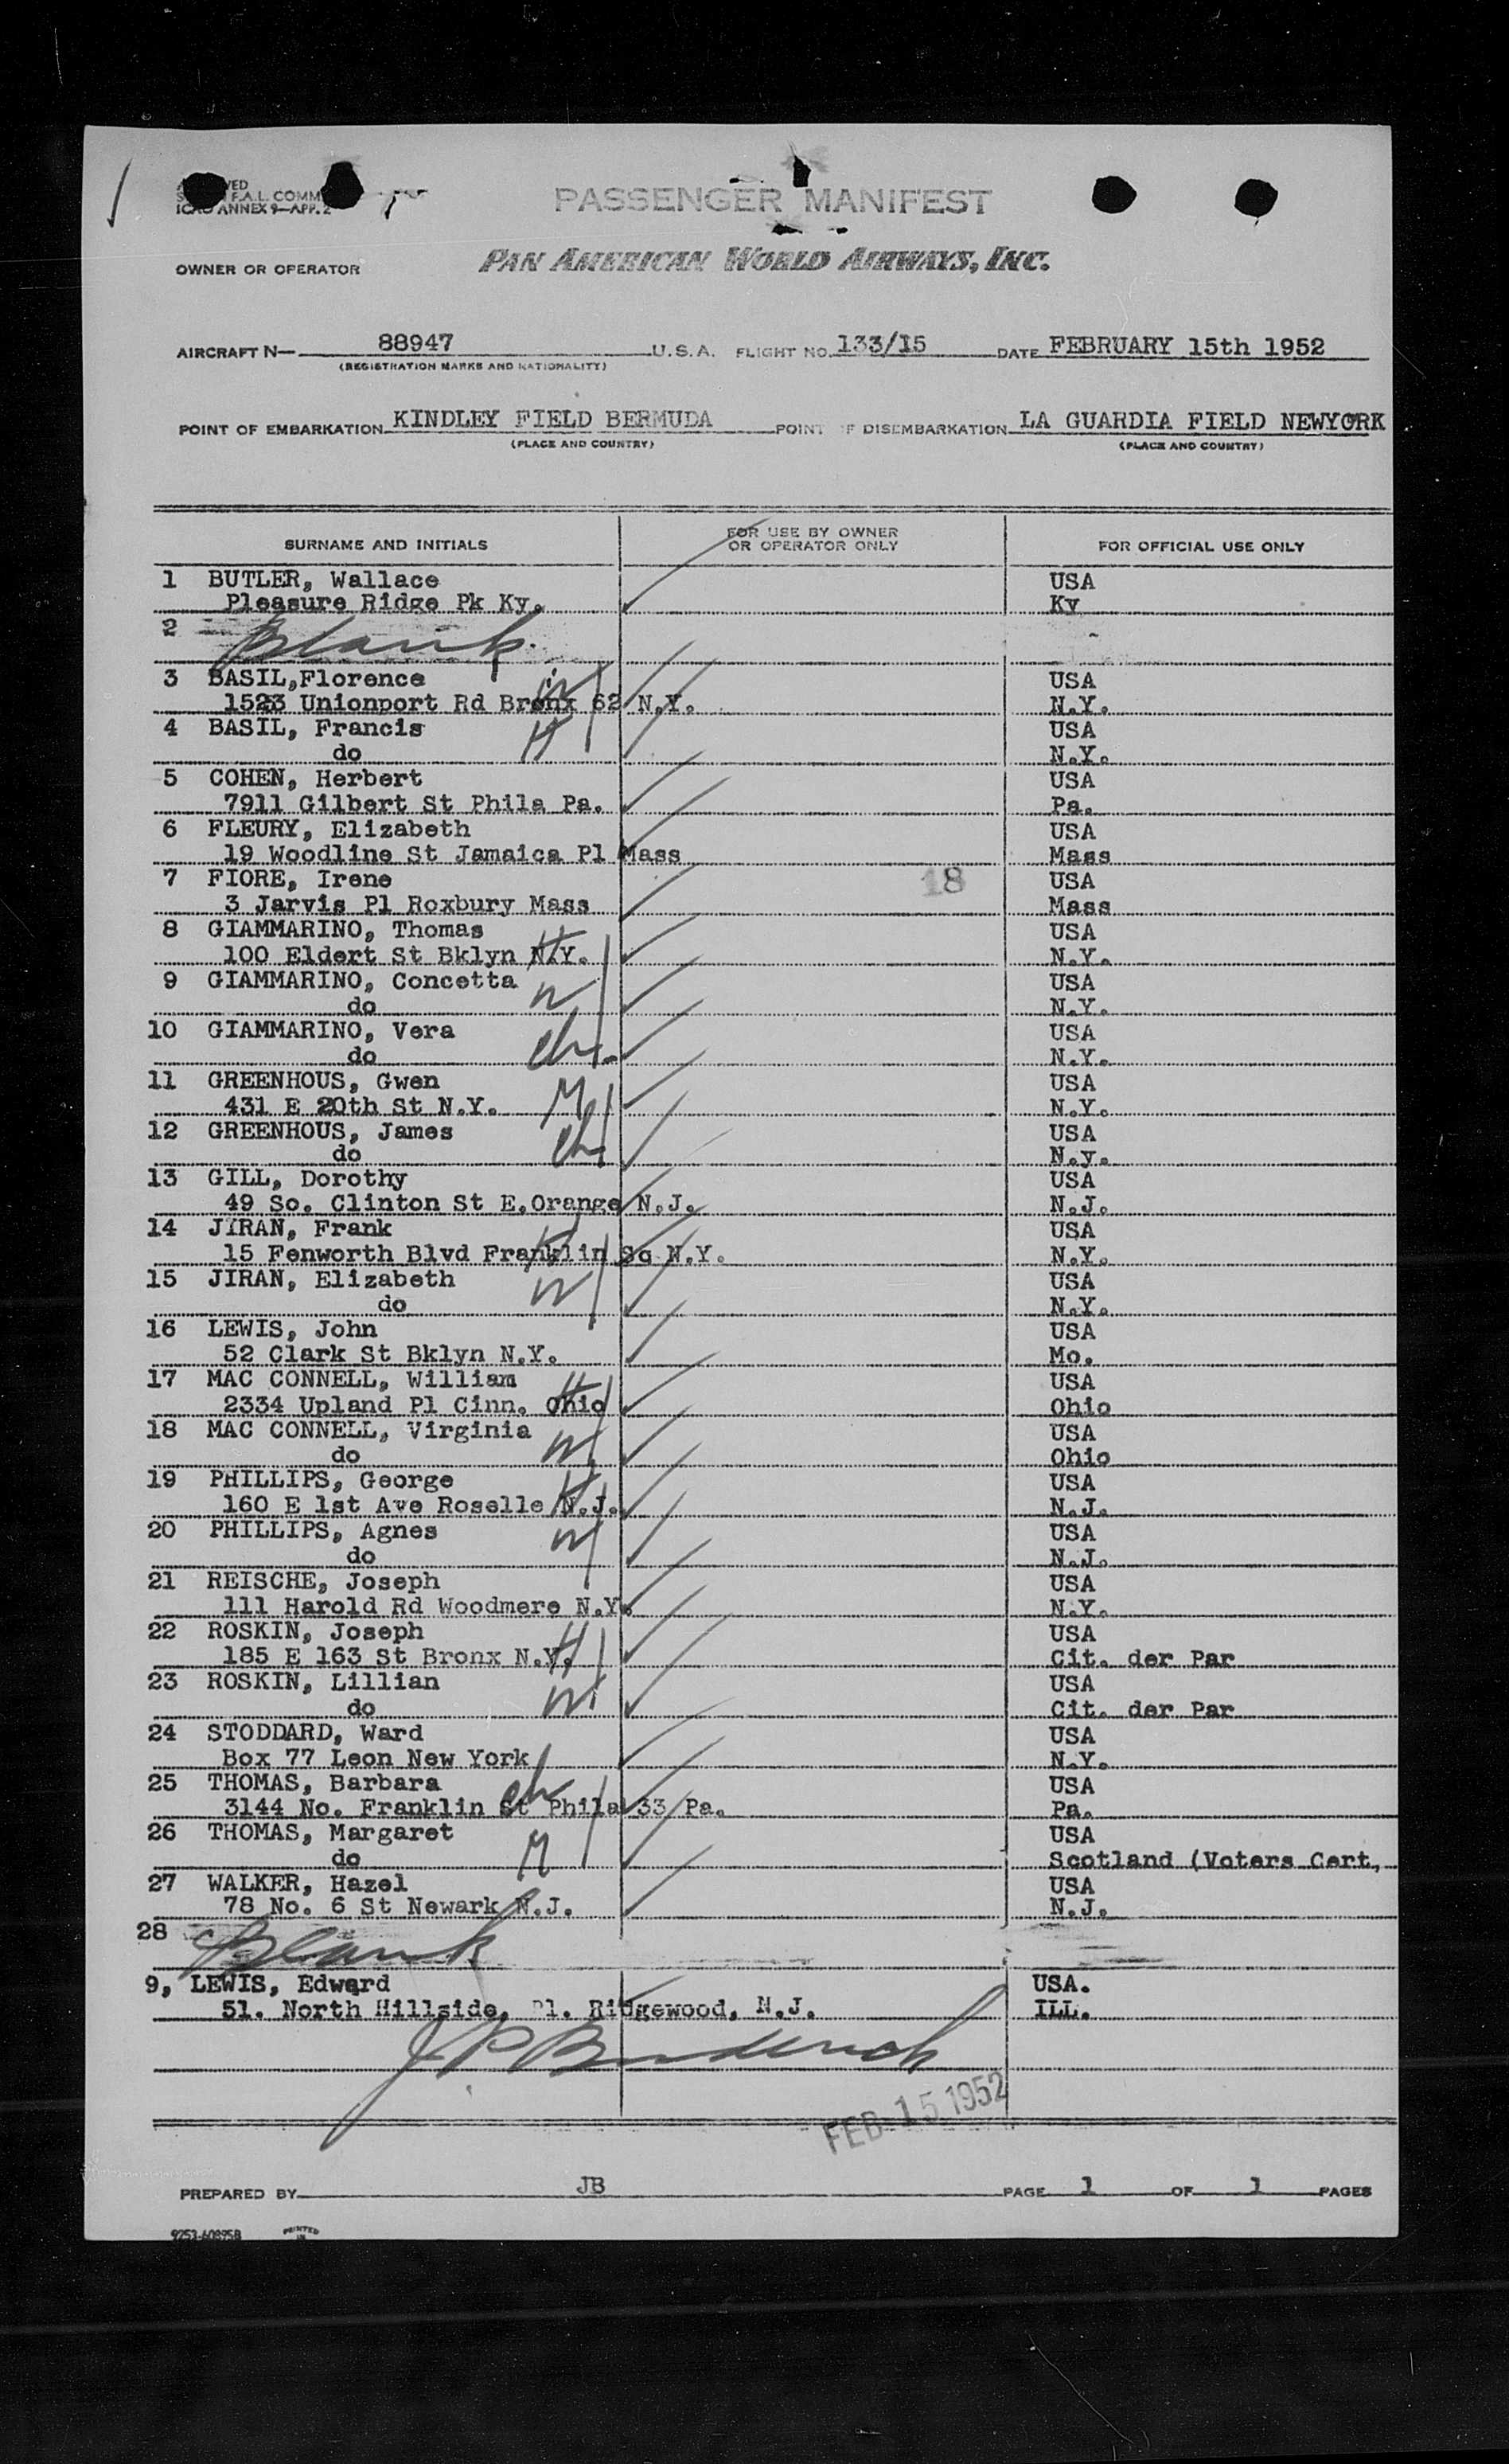 PASSENGER MANIFEST
F.A.L. COMM
ANNEX 9—APP. 2
OWNER OR OPERATOR PAN AMERICAN WORLD AIRWAYS, INC.
AIRCRAFT N— 88947 U.S.A. FLIGHT NO. 133/15 DATE FEBRUARY 15th 1952
(REGISTRATION MARKS AND NATIONALITY)
POINT OF EMBARKATION KINDLEY FIELD BERMUDA POINT OF DISEMBARKATION LA GUARDIA FIELD NEWYORK
(PLACE AND COUNTRY) (PLACE AND COUNTRY)
SURNAME AND INITIALS FOR USE BY OWNER OR OPERATOR ONLY FOR OFFICIAL USE ONLY
1 BUTLER, Wallace USA
Pleasure Ridge Pk Ky. Ky
2 Blank
3 BASIL,Florence W USA
1523 Unionport Rd Bronx 62 N.Y. N.Y.
4 BASIL, Francis H USA
do N.Y.
5 COHEN, Herbert USA
7911 Gilbert St Phila Pa. Pa.
6 FLEURY, Elizabeth USA
19 Woodline St Jamaica Pl Mass Mass
7 FIORE, Irene 18 USA
3 Jarvis Pl Roxbury Mass Mass
8 GIAMMARINO, Thomas H USA
100 Eldert St Bklyn N.Y. N.Y.
9 GIAMMARINO, Concetta W USA
do N.Y.
10 GIAMMARINO, Vera ch. USA
do N.Y.
11 GREENHOUS, Gwen M USA
431 E 20th St N.Y. N.Y.
12 GREENHOUS, James ch USA
do N.y.
13 GILL, Dorothy USA
49 So. Clinton St E.Orange N.J. N.J.
14 JIRAN, Frank H USA
15 Fenworth Blvd Franklin Sq N.Y. N.Y.
15 JIRAN, Elizabeth W USA
do N.Y.
16 LEWIS, John USA
52 Clark St Bklyn N.Y. Mo.
17 MAC CONNELL, William H USA
2334 Upland Pl Cinn. Ohio Ohio
18 MAC CONNELL, Virginia W USA
do Ohio
19 PHILLIPS, George H USA
160 E 1st Ave Roselle N.J. N.J.
20 PHILLIPS, Agnes W USA
do N.J.
21 REISCHE, Joseph USA
111 Harold Rd Woodmere N.Y. N.Y.
22 ROSKIN, Joseph H USA
185 E 163 St Bronx N.Y. Cit. der Par
23 ROSKIN, Lillian W USA
do Cit. der Par
24 STODDARD, Ward USA
Box 77 Leon New York N.Y.
25 THOMAS, Barbara ch USA
3144 No. Franklin St Phila 33 Pa. Pa.
26 THOMAS, Margaret M USA
do Scotland (Voters Cert,
27 WALKER, Hazel USA
78 No. 6 St Newark N.J. N.J.
28 Blank
9, LEWIS, Edward USA.
51. North Hillside, Pl. Ridgewood, N.J. ILL.
FEB 15 1952
PREPARED BY JB PAGE 1 OF 1 PAGES
9253-608958 PRINTED IN